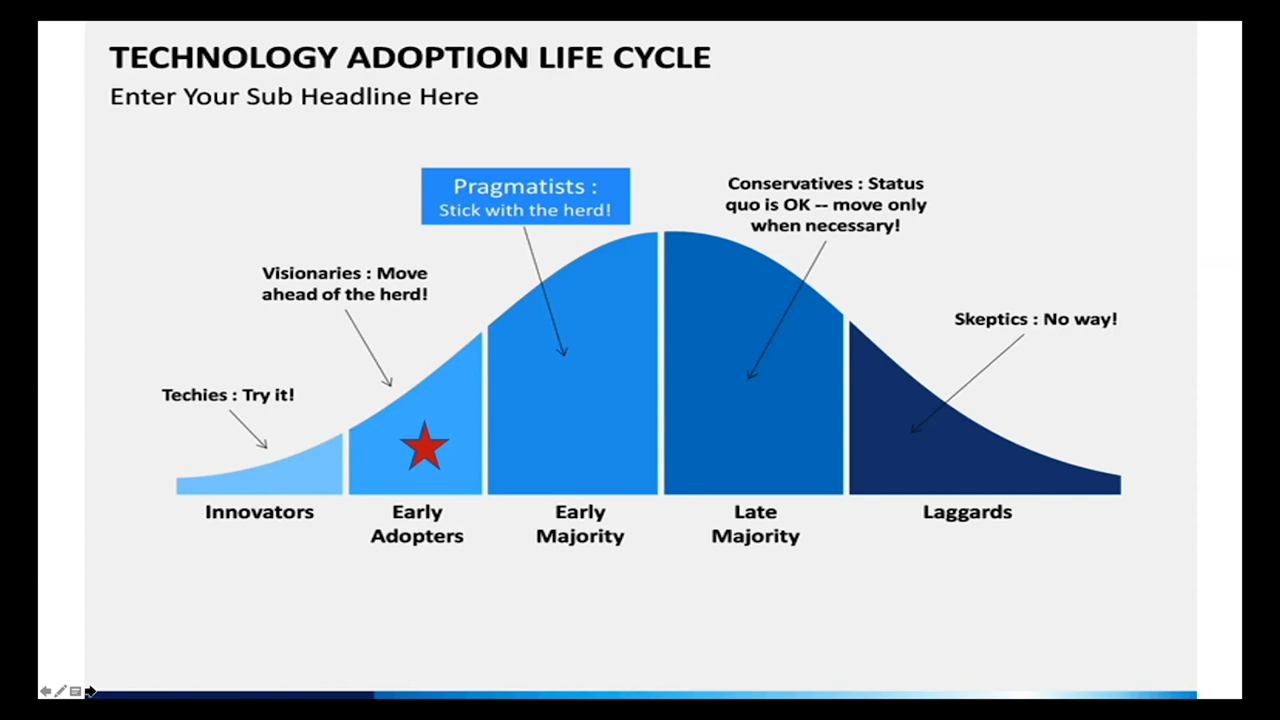 TECHNOLOGY ADOPTION LIFE CYCLE
Enter Your Sub Headline Here
Pragmatists :
Stick with the herd!
Conservatives : Status
quo is OK -- move only
when necessary!
Visionaries : Move
ahead of the herd!
Skeptics : No way!
Techies : Try it!
Innovators
Early
Adopters
Early
Majority
Late
Majority
Laggards